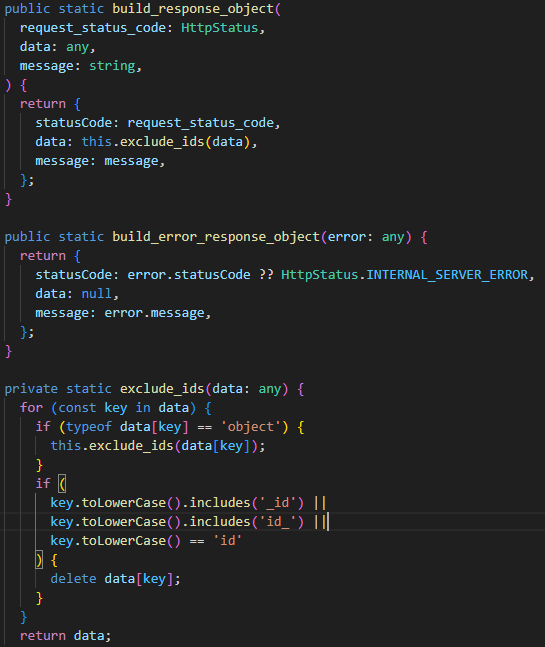 public static build_response_object(
request_status_code: HttpStatus,
data: any,
message: string,
) {
return {
statusCode: request_status_code,
data: this.exclude_ids(data),
message: message,
};
}
public static build_error_response_object(error: any) {
return {
statusCode: error.statusCode ?? HttpStatus.INTERNAL_SERVER_ERROR,
data: null,
message: error.message,
};
}
private static exclude_ids(data: any) {
for (const key in data) {
if (typeof data[key] == 'object') {
this.exclude_ids(data[key]);
}
if (
key.toLowerCase().includes('_id') ||
key.toLowerCase().includes('id_') ||
key.toLowerCase() == 'id'
) {
delete data[key];
}
}
return data;